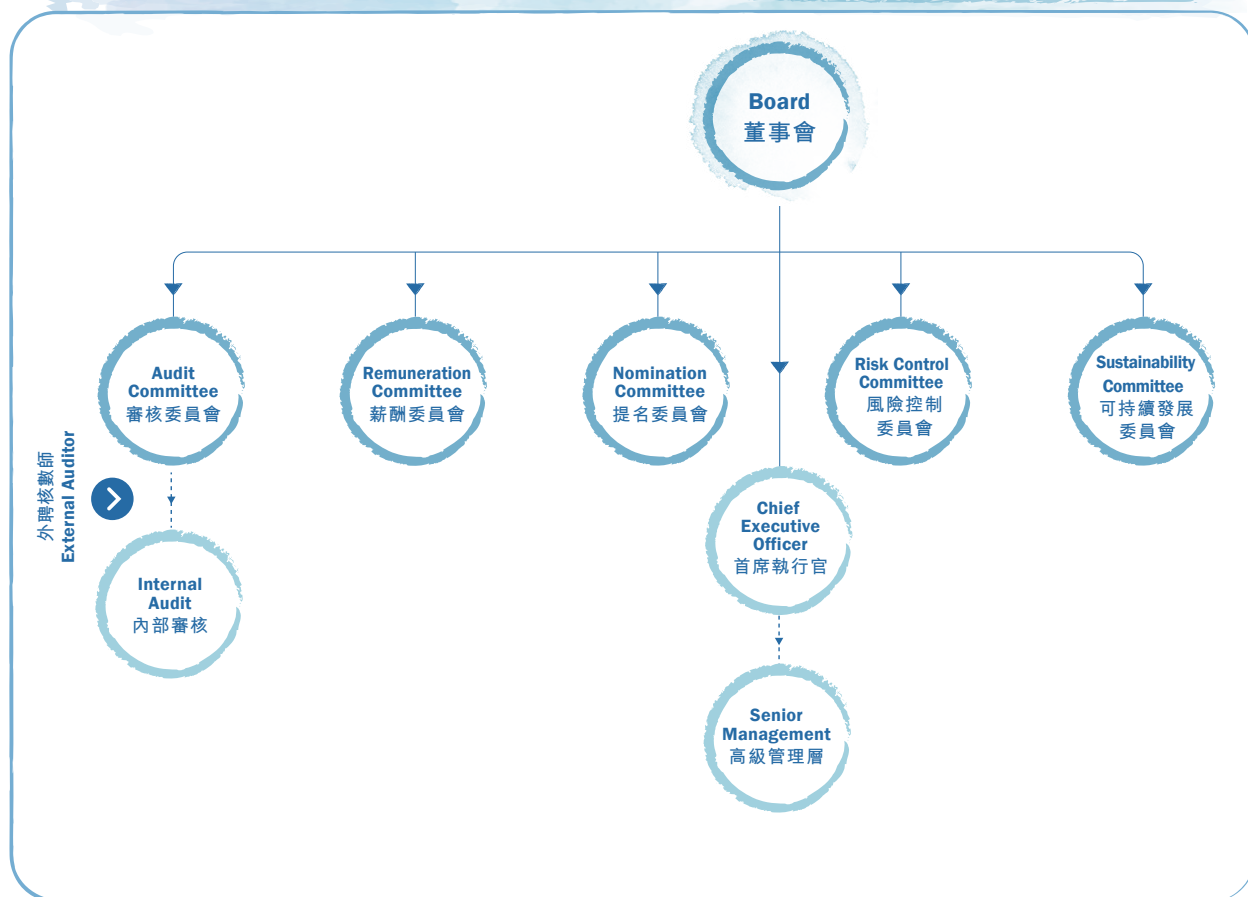 Board
董事會
Audit
Committee
審核委員會
Remuneration
Committee
薪酬委員會
Nomination
Committee
提名委員會
Risk Control
Committee
風險控制
委員會
Sustainability
Committee
可持續發展
委員會
外聘核數師
External Auditor
Chief
Executive
Officer
首席執行官
Internal
Audit
內部審核
Senior
Management
高級管理層